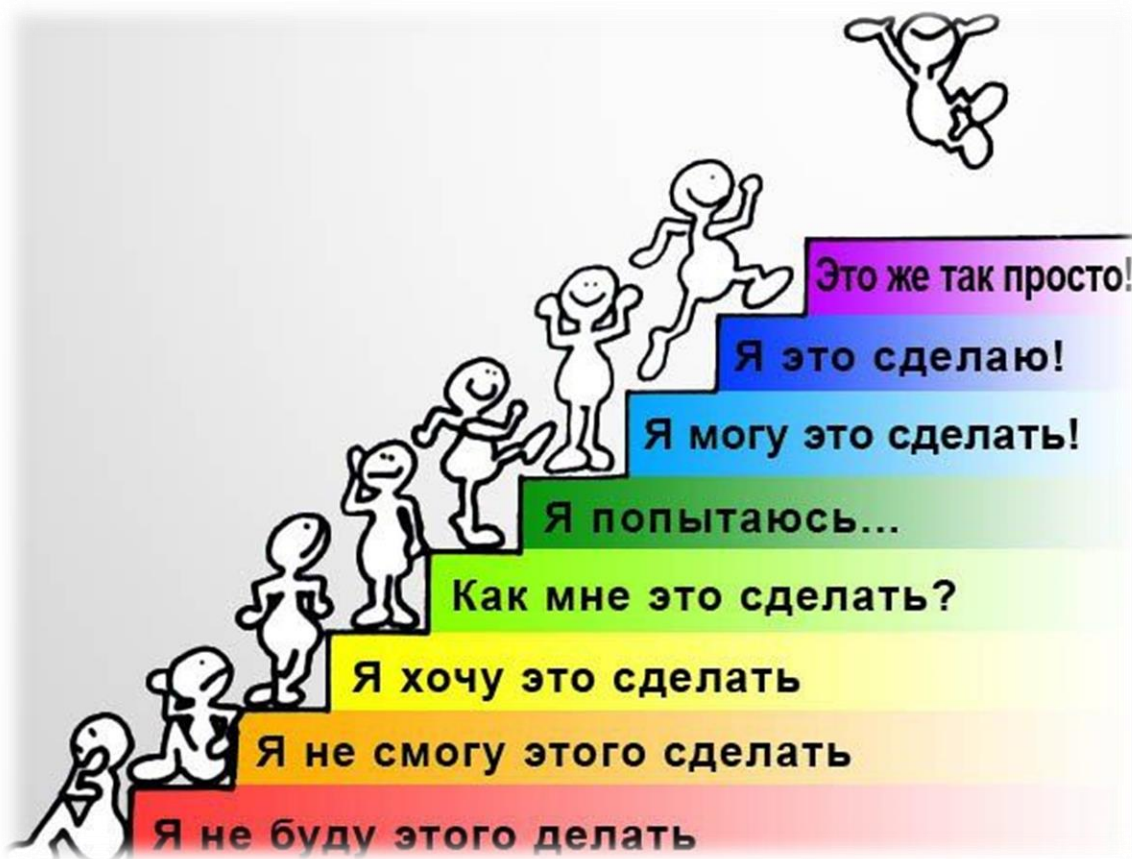 Это же так просто!
Я это сделаю!
Я могу это сделать!
Я попытаюсь...
Как мне это сделать?
Я хочу это сделать
Я не смогу этого сделать
Я не буду этого делать